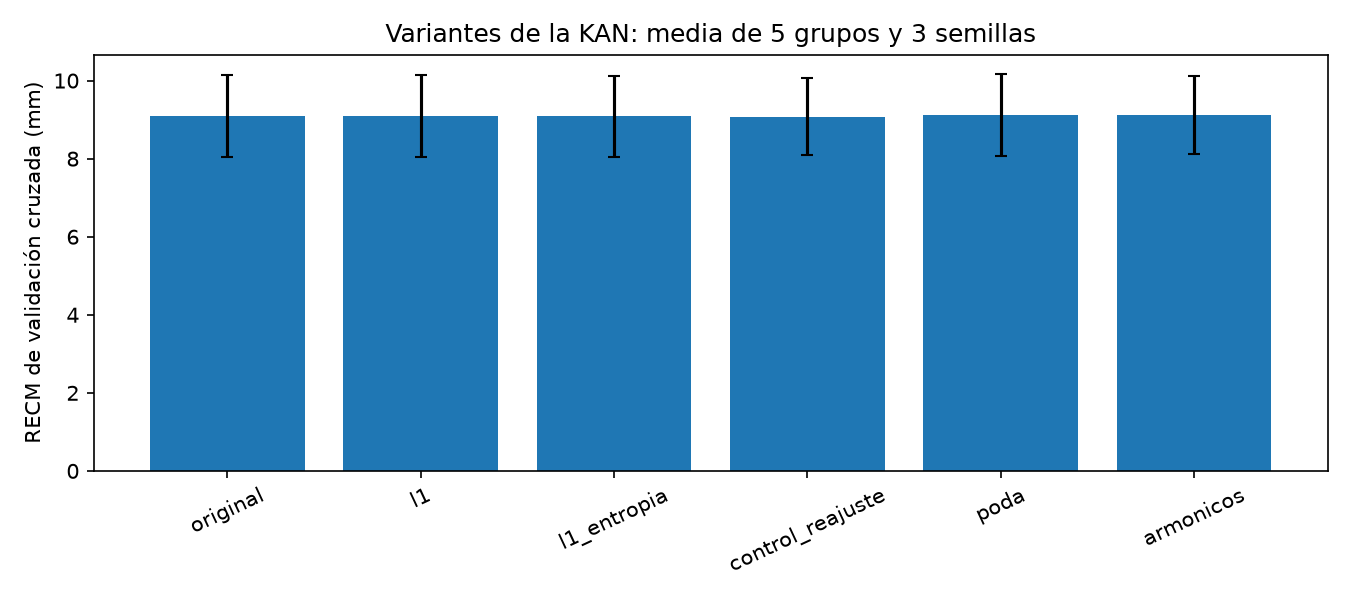 Variantes de la KAN: media de 5 grupos y 3 semillas
RECM de validación cruzada (mm)
10
8
6
4
2
0
original
l1
l1_entropia
control_reajuste
poda
armonicos